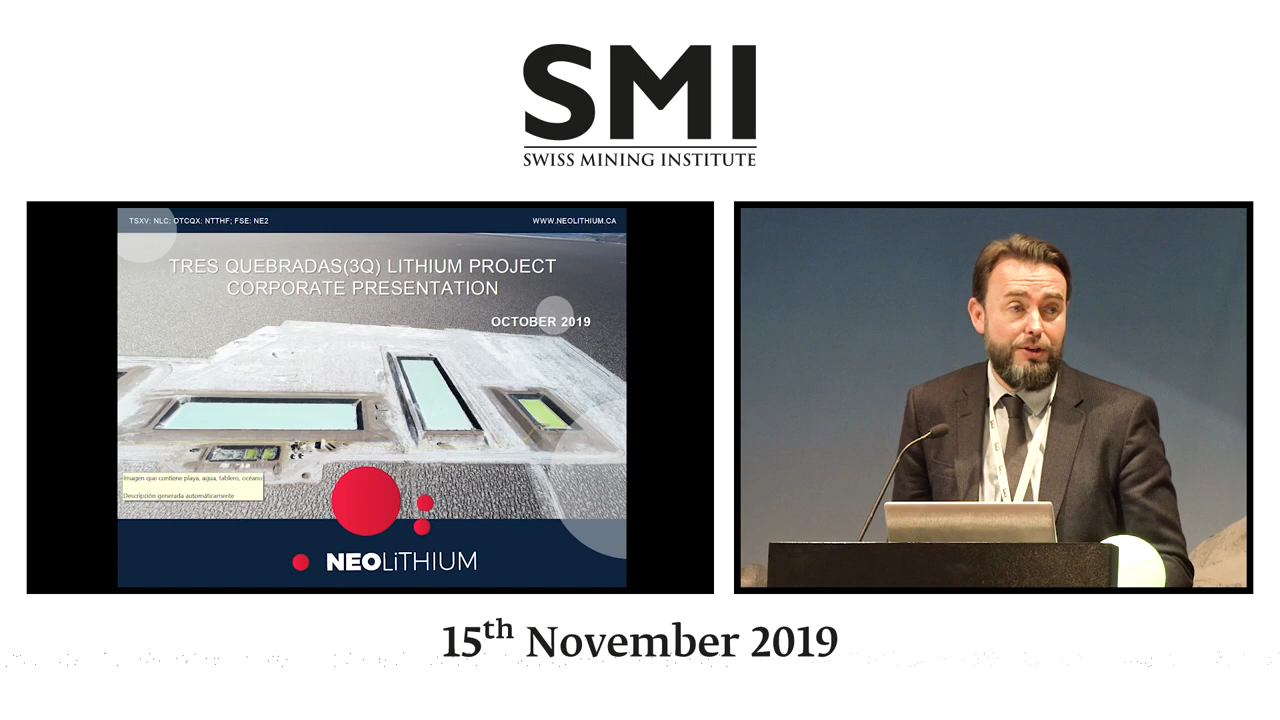 SMI
SWISS MINING INSTITUTE
TSXV: NLC; OTCQX: NTTHF; FSE: NE2
WWW.NEOLITHIUM.CA
TRES QUEBRADAS(3Q) LITHIUM PROJECT
CORPORATE PRESENTATION
OCTOBER 2019
Imagen que contiene playa, agua, tablero, océano
Descripción generada automáticamente
NEOLiTHIUM
15th November 2019